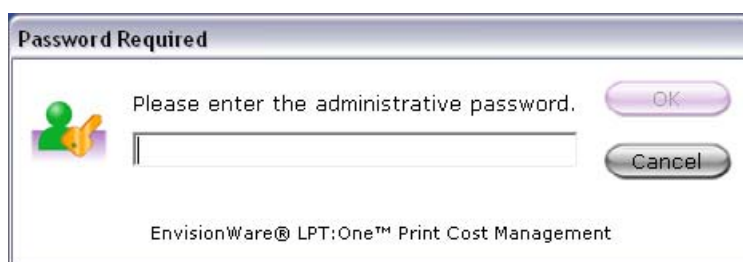 Password Required
Please enter the administrative password.
OK
Cancel
EnvisionWare® LPT:One™ Print Cost Management